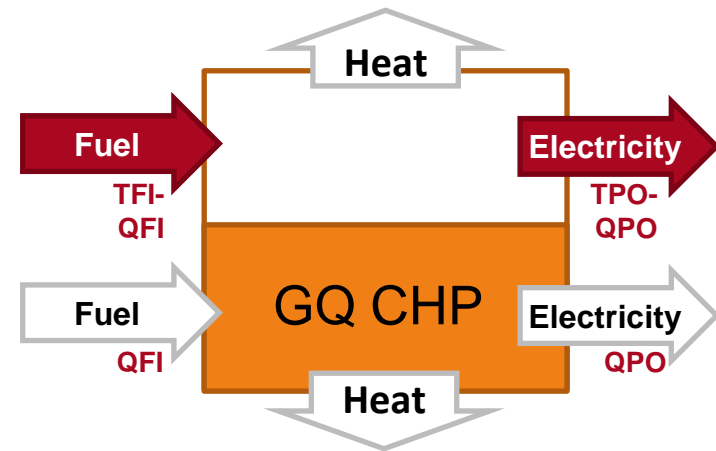 Heat
Fuel
TFI-
QFI
Electricity
TPO-
QPO
Fuel
QFI
GQ CHP
Electricity
QPO
Heat